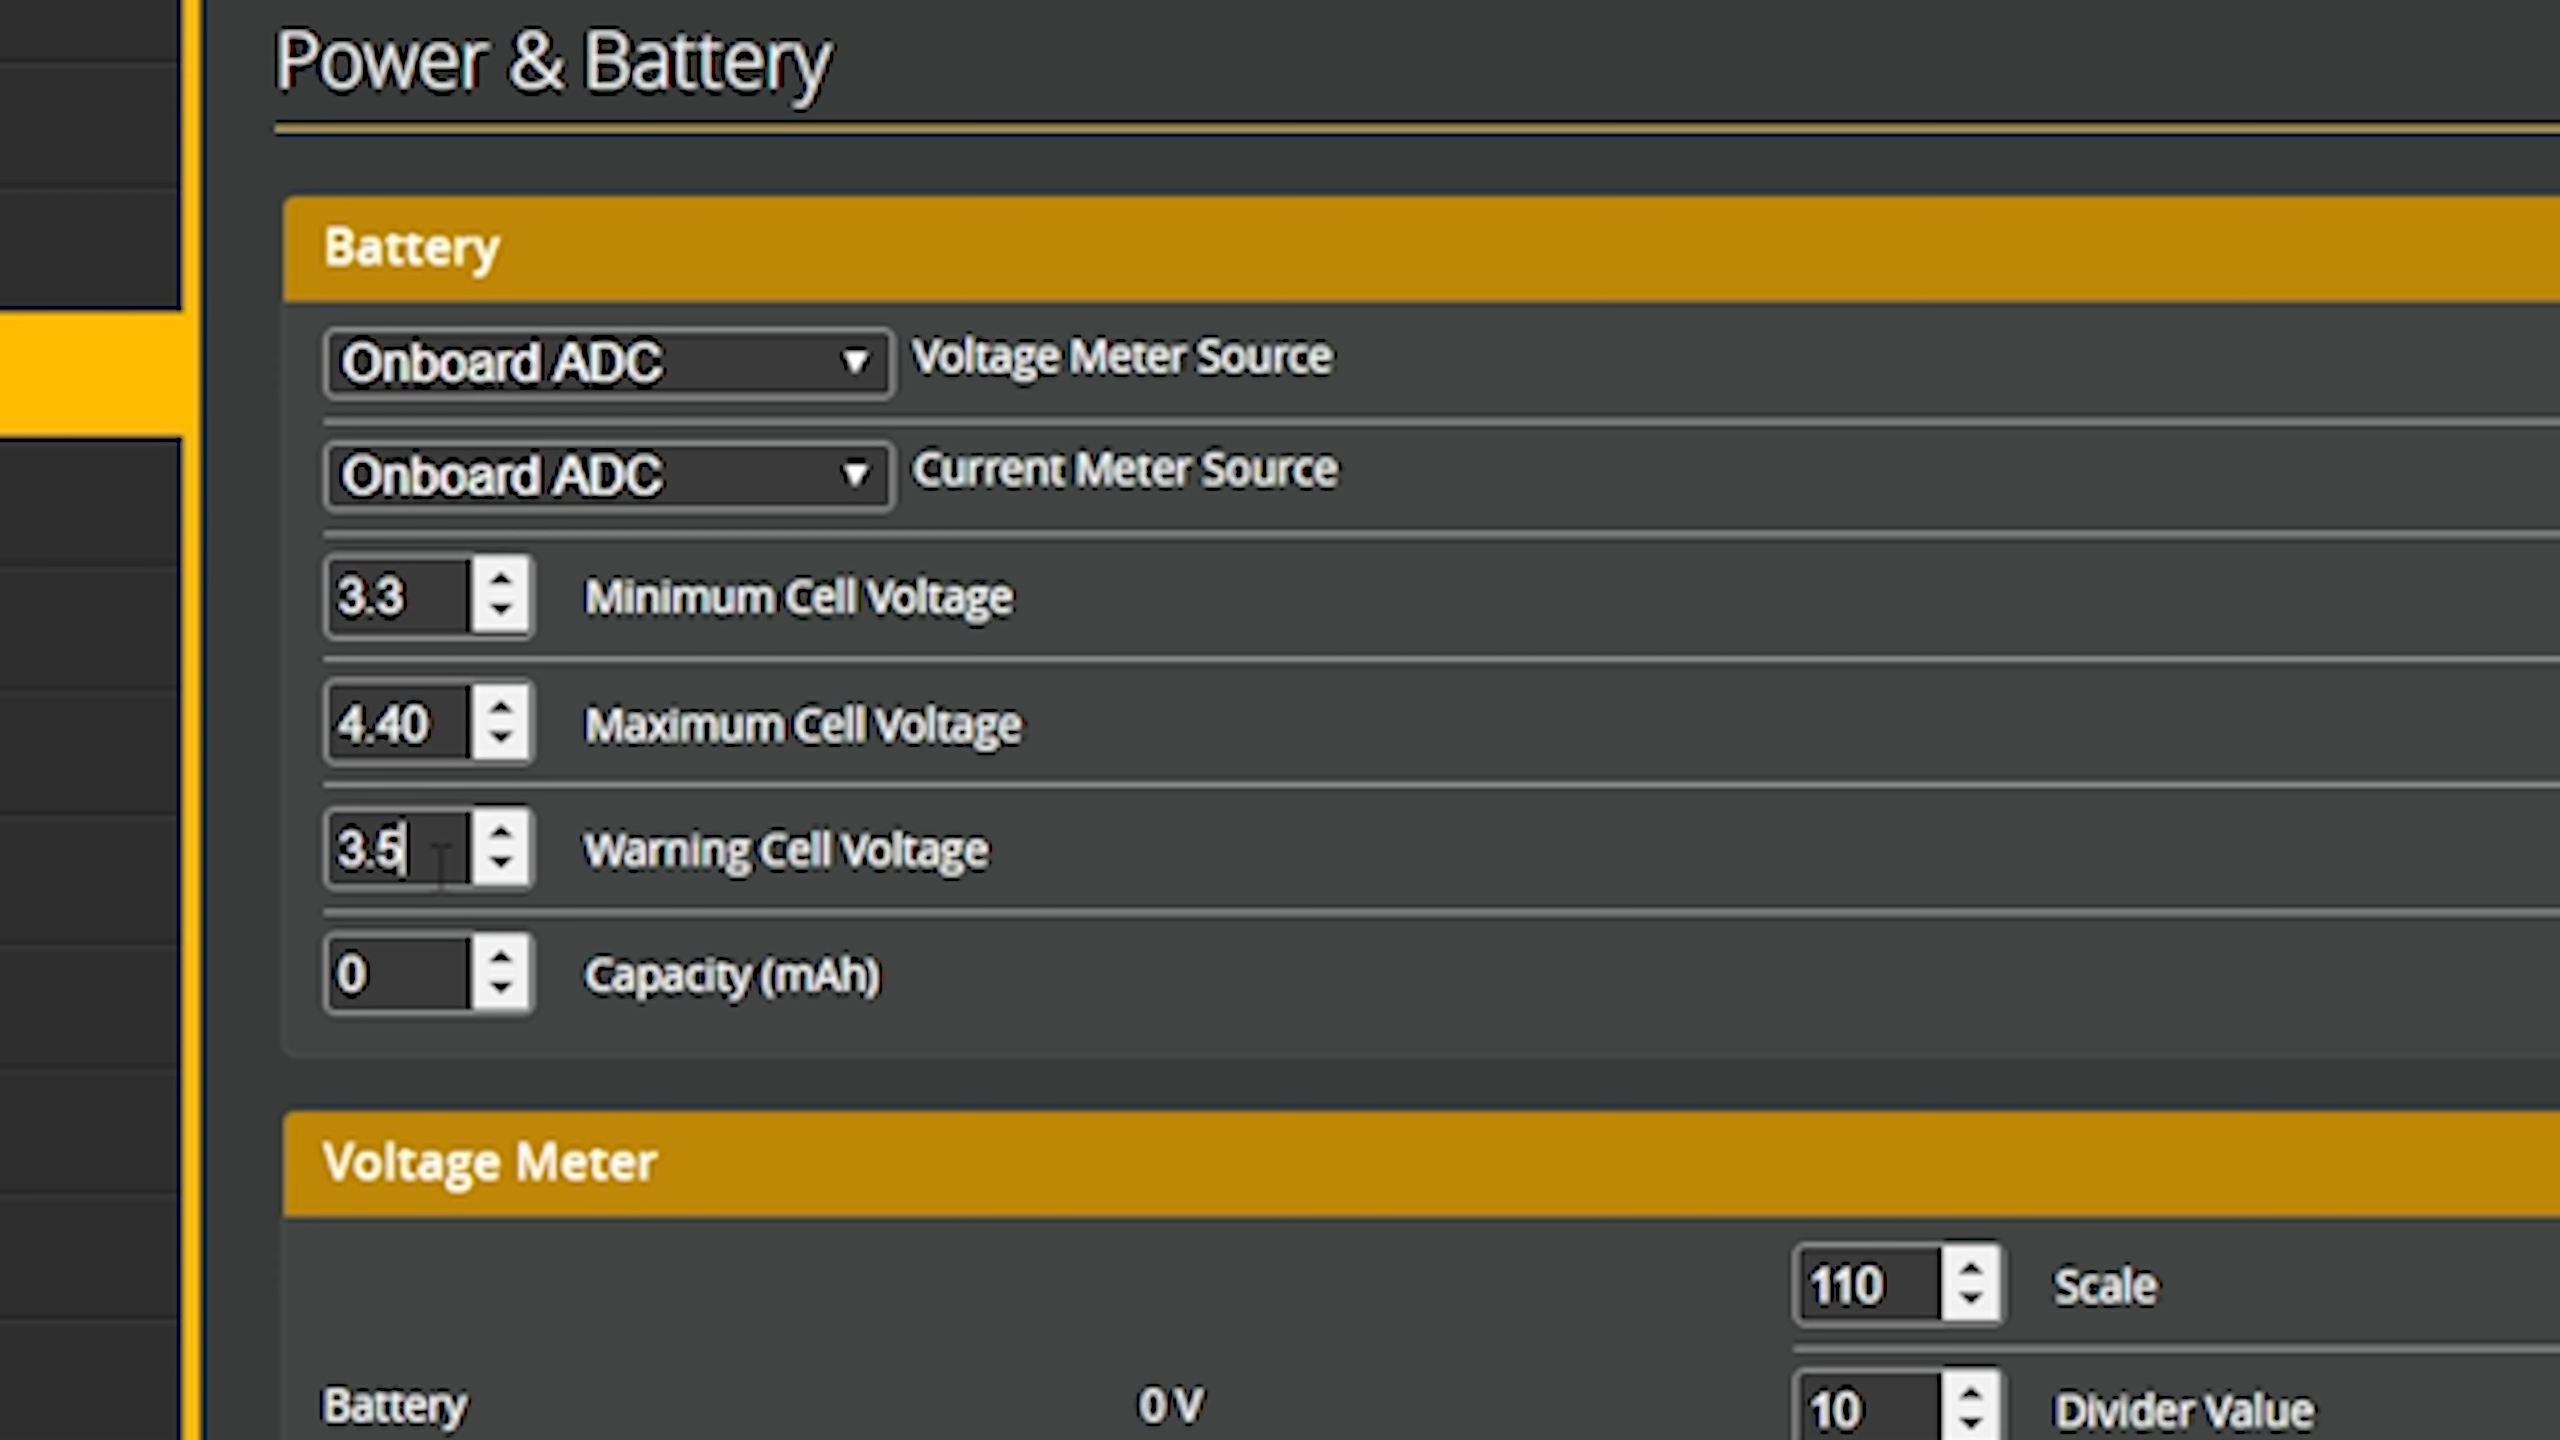 Power & Battery
Battery
Onboard ADC Voltage Meter Source
Onboard ADC Current Meter Source
3.3 Minimum Cell Voltage
4.40 Maximum Cell Voltage
3.5 Warning Cell Voltage
0 Capacity (mAh)
Voltage Meter
110 Scale
Battery 0 V 10 Divider Value